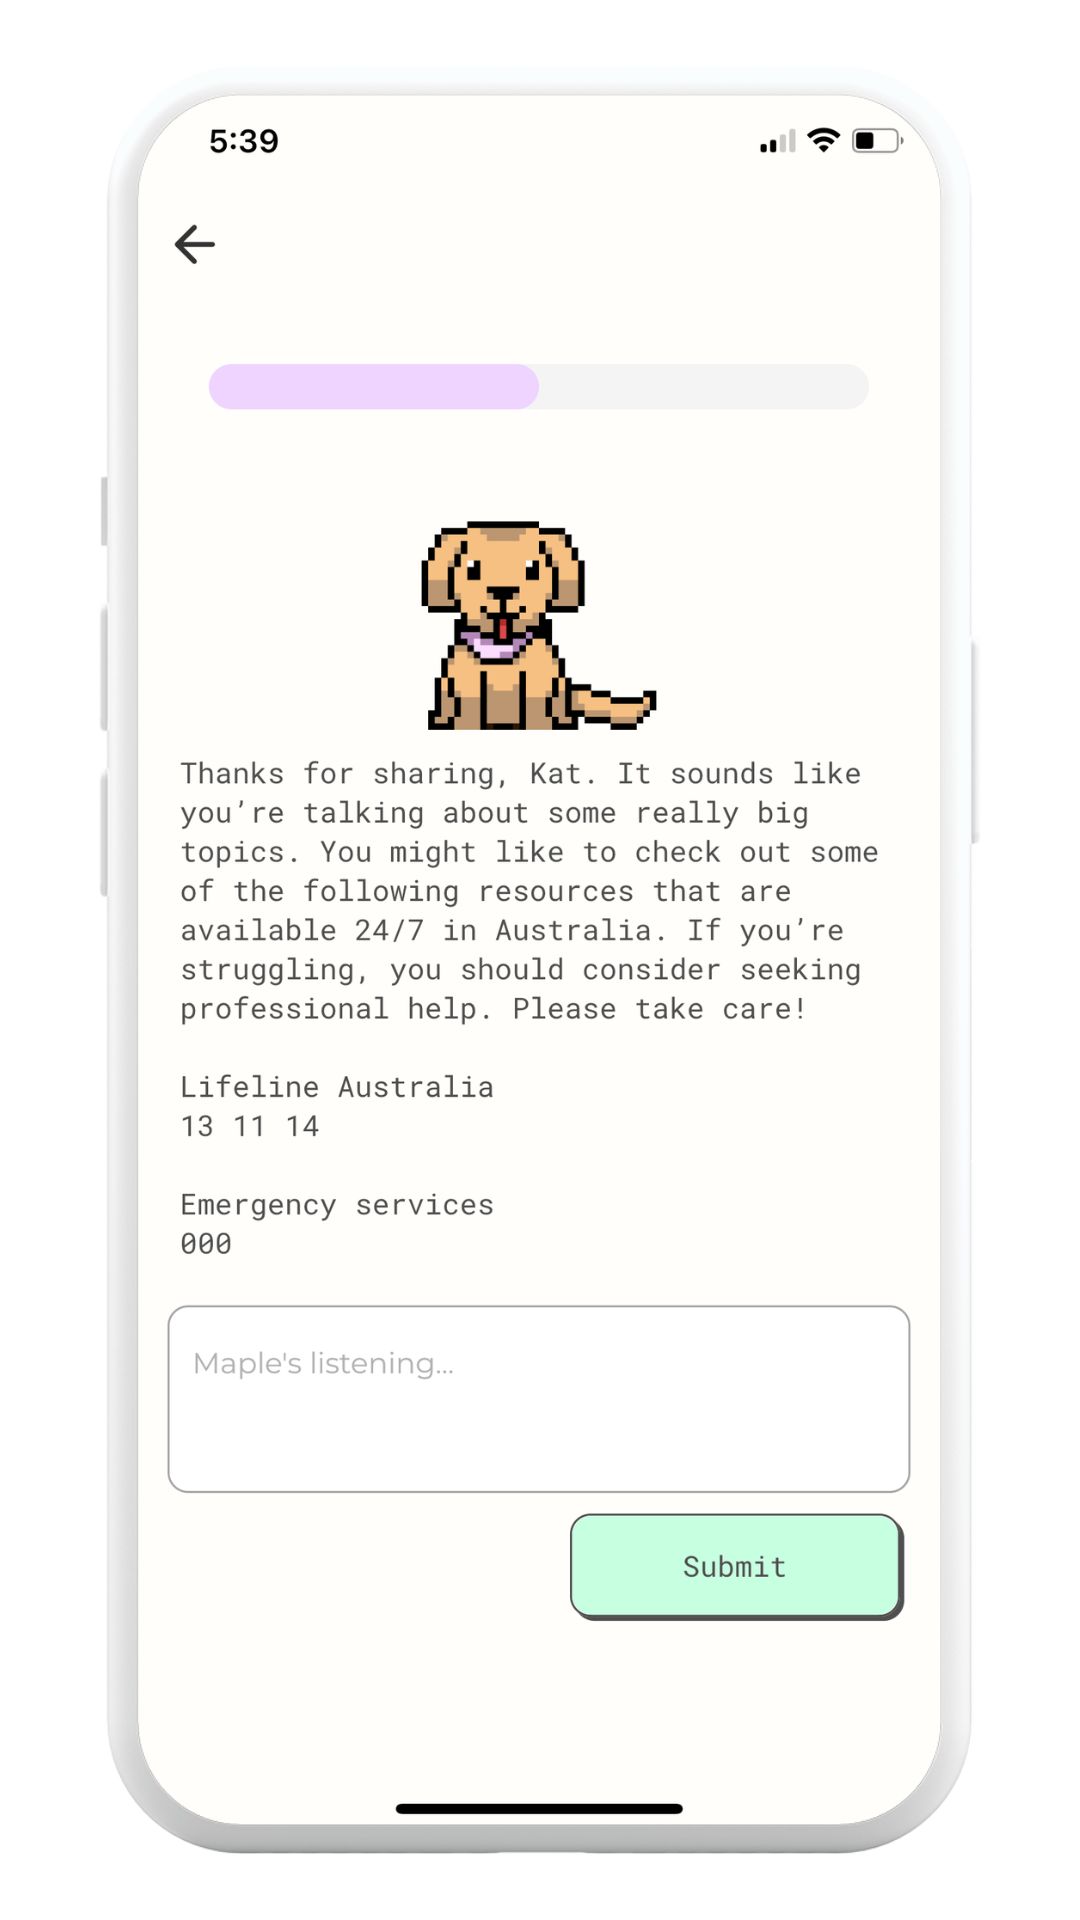 5:39
Thanks for sharing, Kat. It sounds like
you’re talking about some really big
topics. You might like to check out some
of the following resources that are
available 24/7 in Australia. If you’re
struggling, you should consider seeking
professional help. Please take care!
Lifeline Australia
13 11 14
Emergency services
000
Maple's listening...
Submit